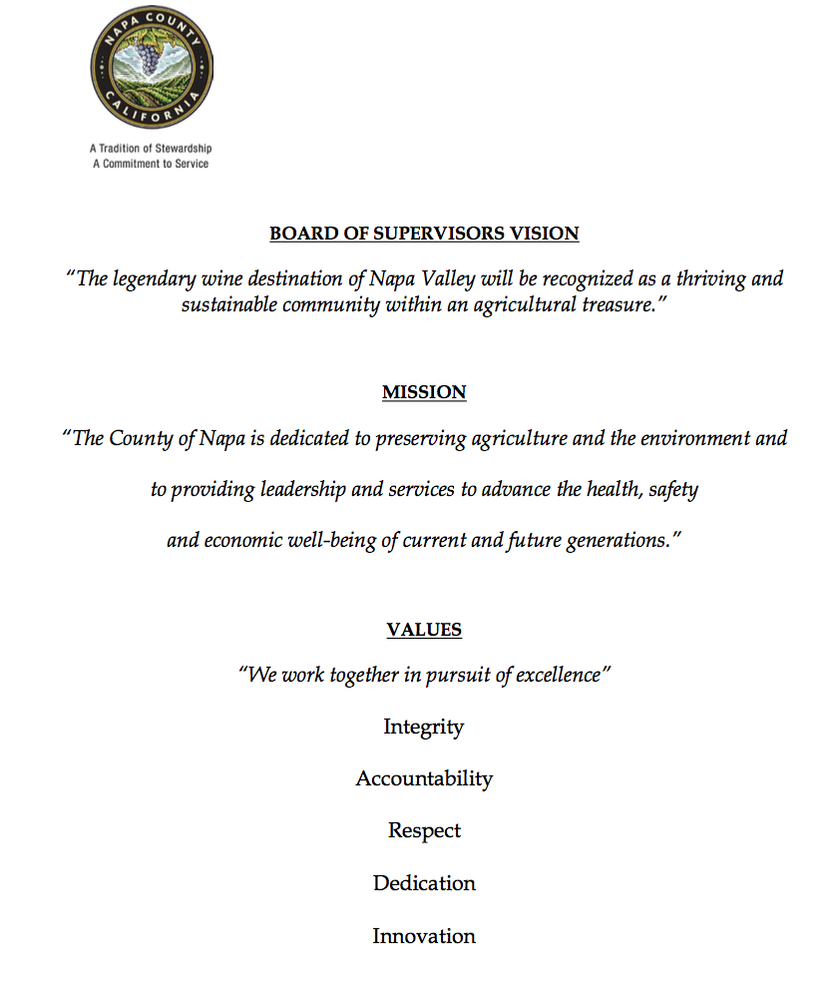 NAPA COUNTY
CALIFORNIA
A Tradition of Stewardship
A Commitment to Service
BOARD OF SUPERVISORS VISION
“The legendary wine destination of Napa Valley will be recognized as a thriving and
sustainable community within an agricultural treasure.”
MISSION
“The County of Napa is dedicated to preserving agriculture and the environment and
to providing leadership and services to advance the health, safety
and economic well-being of current and future generations.”
VALUES
“We work together in pursuit of excellence”
Integrity
Accountability
Respect
Dedication
Innovation